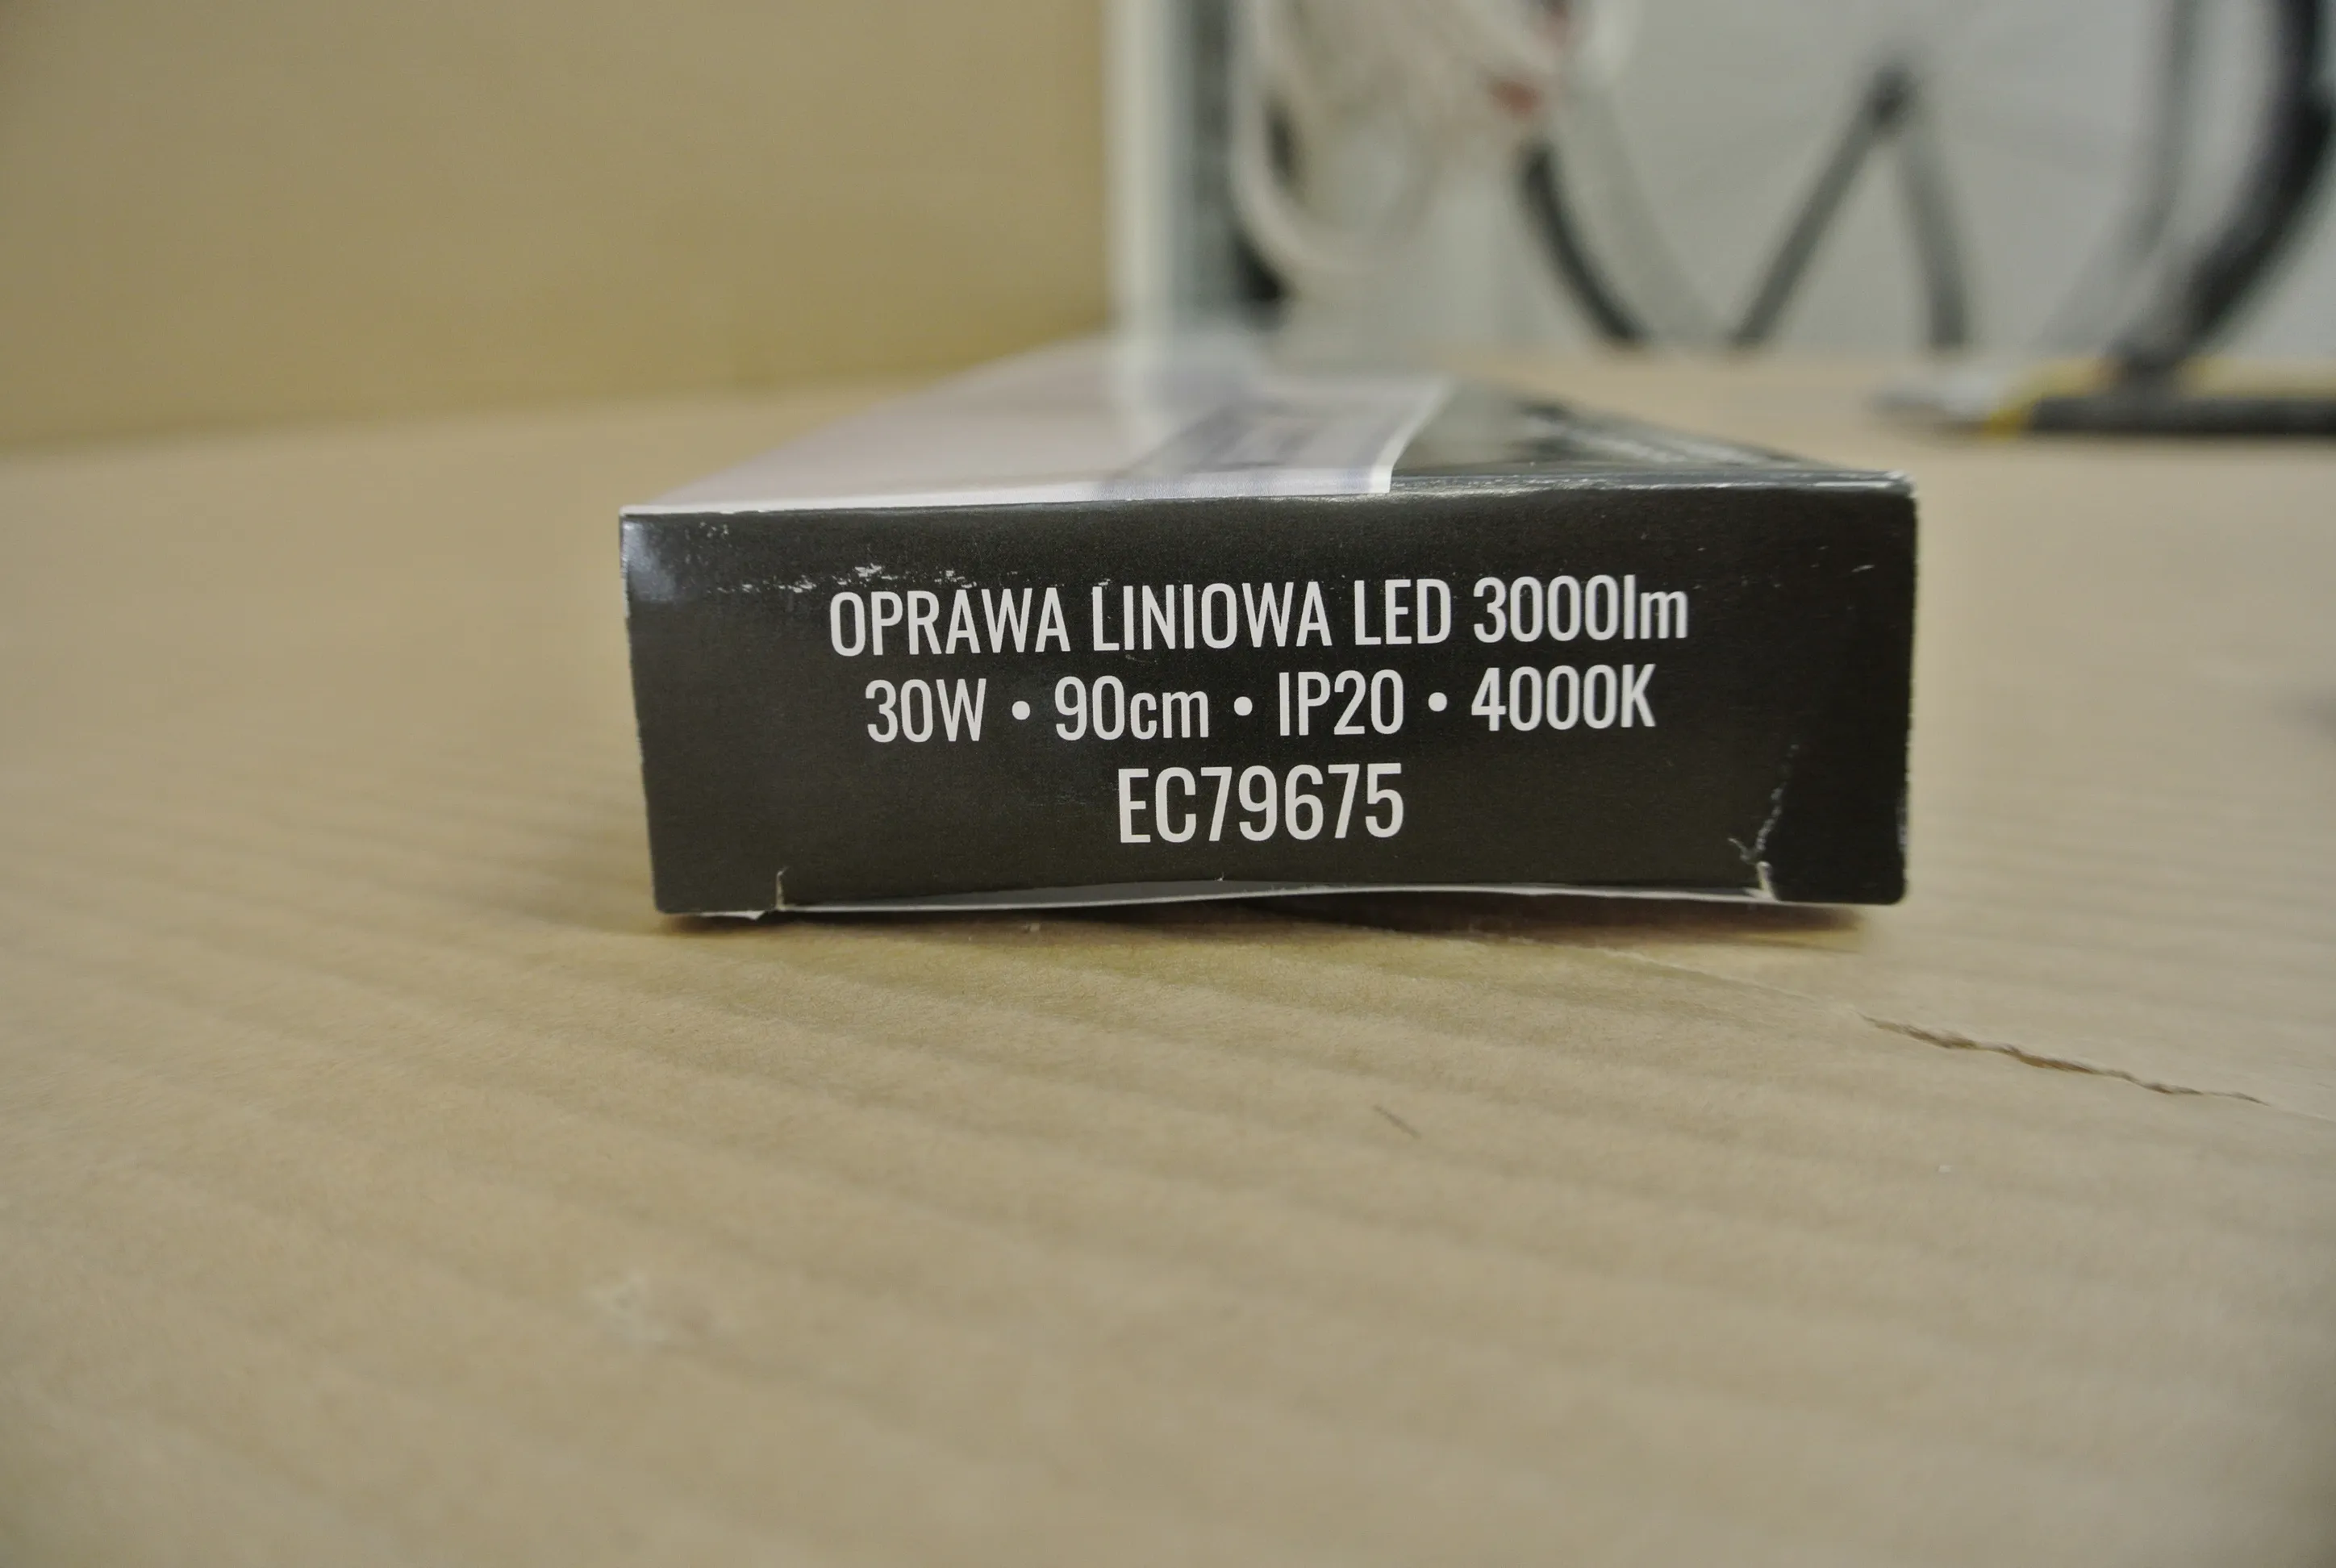 OPRAWA LINIOWA LED 3000lm
30W • 90cm • IP20 • 4000K
EC79675